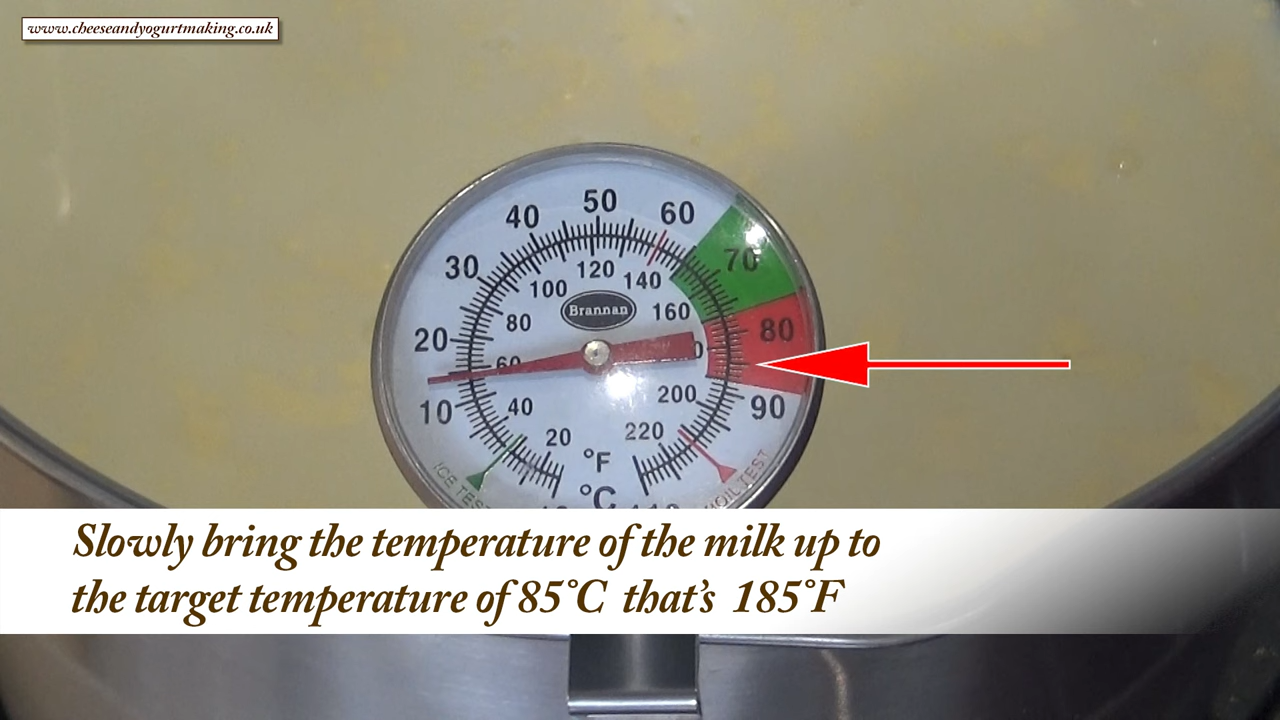 www.cheeseandyogurtmaking.co.uk
50
40
60
30
70
120
100
140
Brannan
160
80
80
20
60
10
40
200
90
20
220
°F
ICE TEST
BOIL TEST
°C
Slowly bring the temperature of the milk up to
the target temperature of 85°C that's 185°F